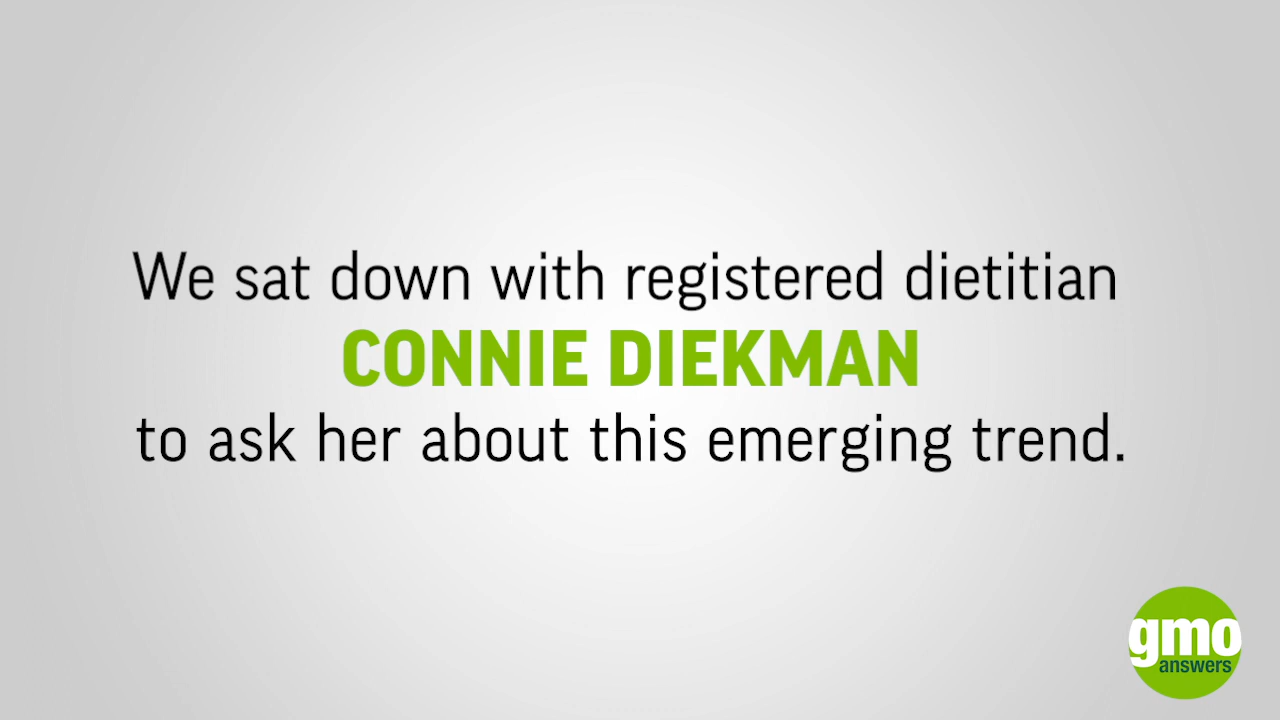 We sat down with registered dietitian
CONNIE DIEKMAN
to ask her about this emerging trend.
gmo
answers